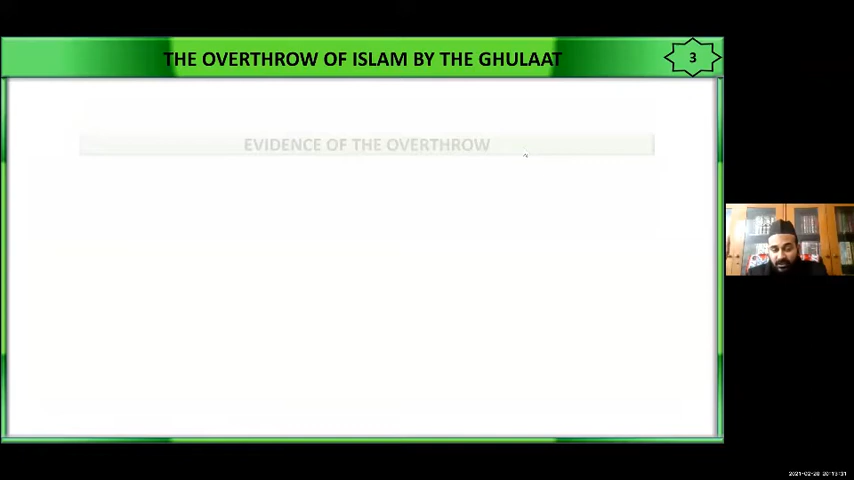 THE OVERTHROW OF ISLAM BY THE GHULAAT
3
EVIDENCE OF THE OVERTHROW